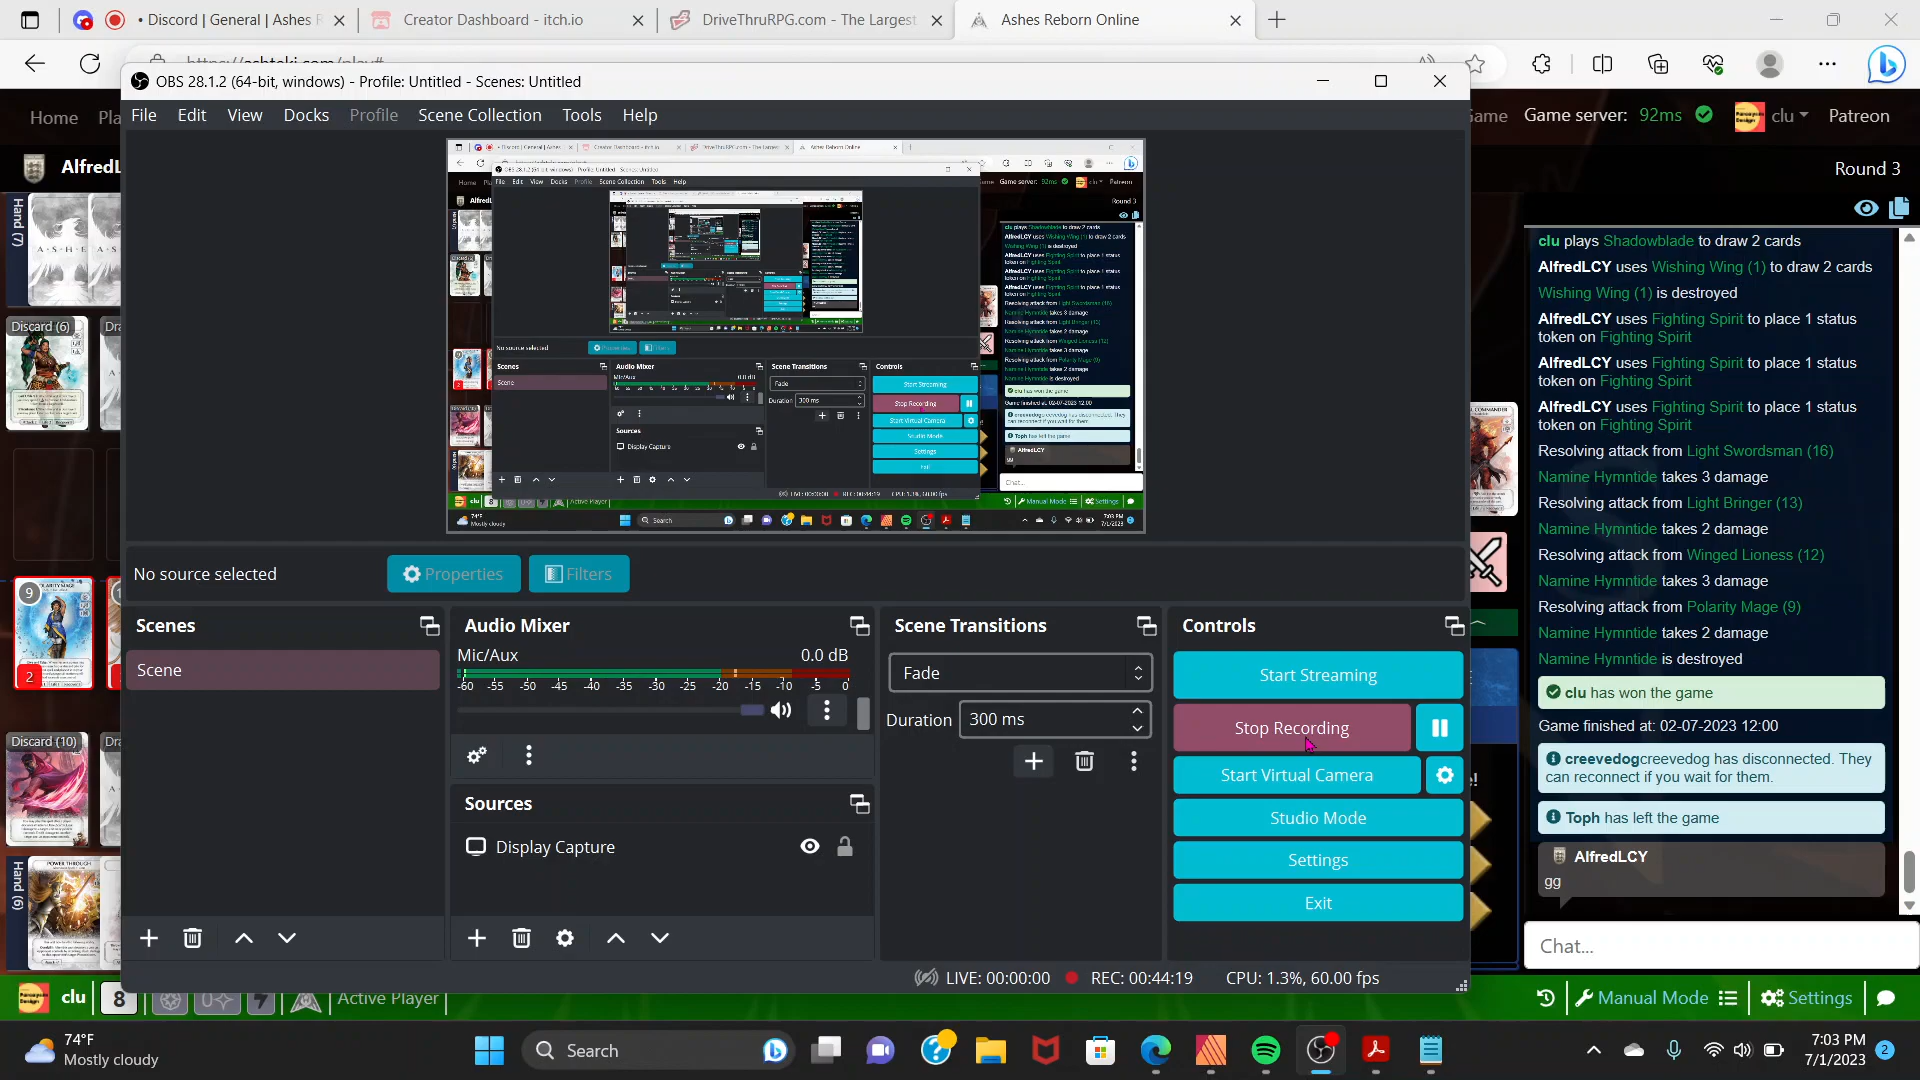 • Discord | General | Ashes R
Creator Dashboard - itch.io
DriveThruRPG.com - The Largest
Ashes Reborn Online
OBS 28.1.2 (64-bit, windows) - Profile: Untitled - Scenes: Untitled
File Edit View Docks Profile Scene Collection Tools Help
Home
Game server: 92ms
clu
Patreon
AlfredL
Round 3
Hand (7)
A·S·H·E
Discard (6)
clu plays Shadowblade to draw 2 cards
AlfredLCY uses Wishing Wing (1) to draw 2 cards
Wishing Wing (1) is destroyed
AlfredLCY uses Fighting Spirit to place 1 status
token on Fighting Spirit
AlfredLCY uses Fighting Spirit to place 1 status
token on Fighting Spirit
AlfredLCY uses Fighting Spirit to place 1 status
token on Fighting Spirit
Resolving attack from Light Swordsman (16)
Namine Hymntide takes 3 damage
Resolving attack from Light Bringer (13)
Namine Hymntide takes 2 damage
Resolving attack from Winged Lioness (12)
Namine Hymntide takes 3 damage
Resolving attack from Polarity Mage (9)
Namine Hymntide takes 2 damage
Namine Hymntide is destroyed
clu has won the game
Game finished at: 02-07-2023 12:00
creevedogcreevedog has disconnected. They
can reconnect if you wait for them.
Toph has left the game
AlfredLCY
gg
Chat...
No source selected
Properties
Filters
9
2
Scenes
Scene
Audio Mixer
Mic/Aux
0.0 dB
-60 -55 -50 -45 -40 -35 -30 -25 -20 -15 -10 -5 0
Sources
Display Capture
Scene Transitions
Fade
Duration 300 ms
Controls
Start Streaming
Stop Recording
Start Virtual Camera
Studio Mode
Settings
Exit
Discard (10)
Hand (6)
POWER THROUGH
LIVE: 00:00:00
REC: 00:44:19
CPU: 1.3%, 60.00 fps
clu
8
Active Player
Manual Mode
Settings
74°F
Mostly cloudy
Search
7:03 PM
7/1/2023
2